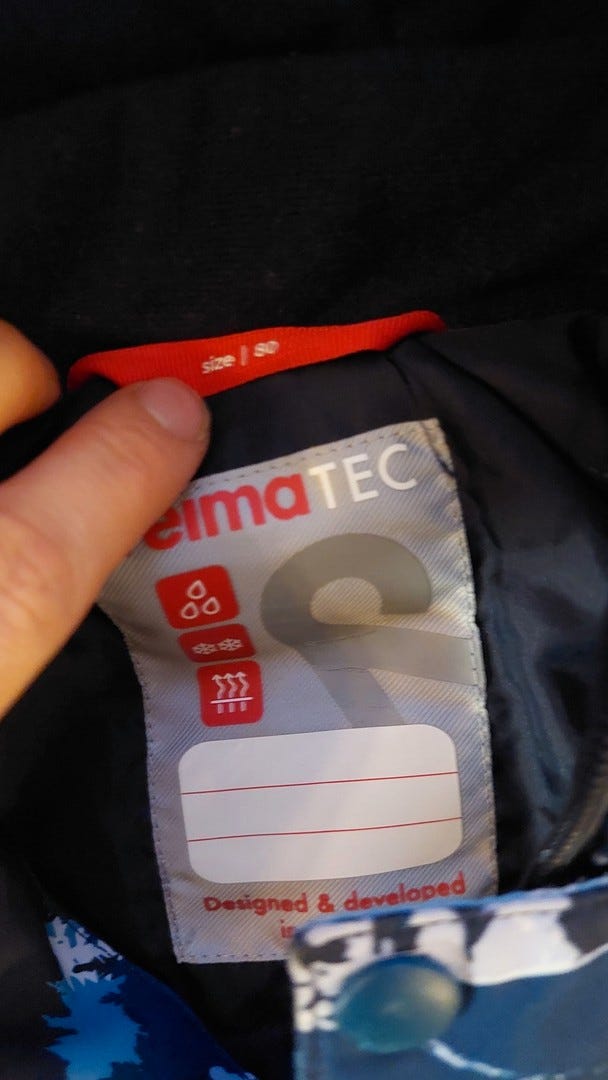 size | 80
eimaTEC
Designed & developed